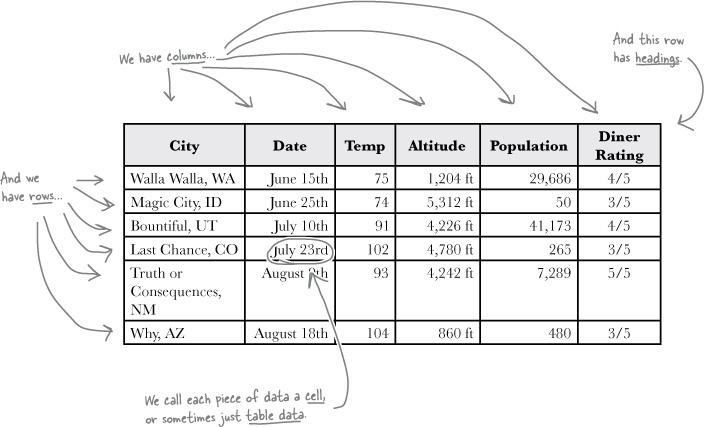 We have columns...
And this row
has headings.
City Date Temp Altitude Population Diner Rating
And we
have rows...
Walla Walla, WA June 15th 75 1,204 ft 29,686 4/5
Magic City, ID June 25th 74 5,312 ft 50 3/5
Bountiful, UT July 10th 91 4,226 ft 41,173 4/5
Last Chance, CO July 23rd 102 4,780 ft 265 3/5
Truth or August 9th 93 4,242 ft 7,289 5/5
Consequences,
NM
Why, AZ August 18th 104 860 ft 480 3/5
We call each piece of data a cell,
or sometimes just table data.